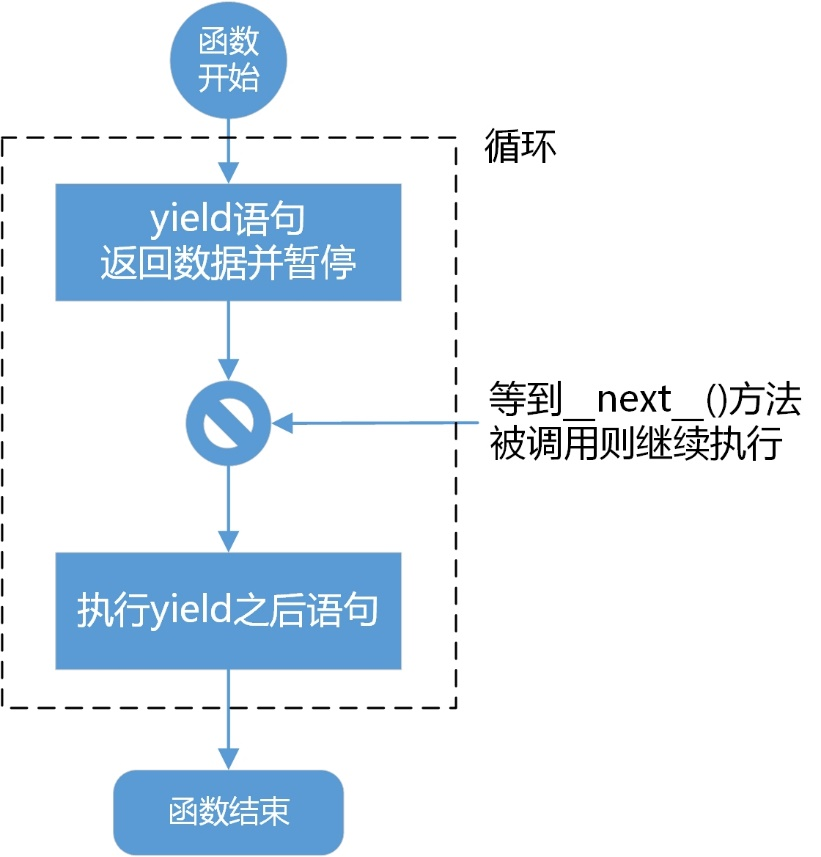 函数
开始
循环
yield语句
返回数据并暂停
等到__next__()方法
被调用则继续执行
执行yield之后语句
函数结束